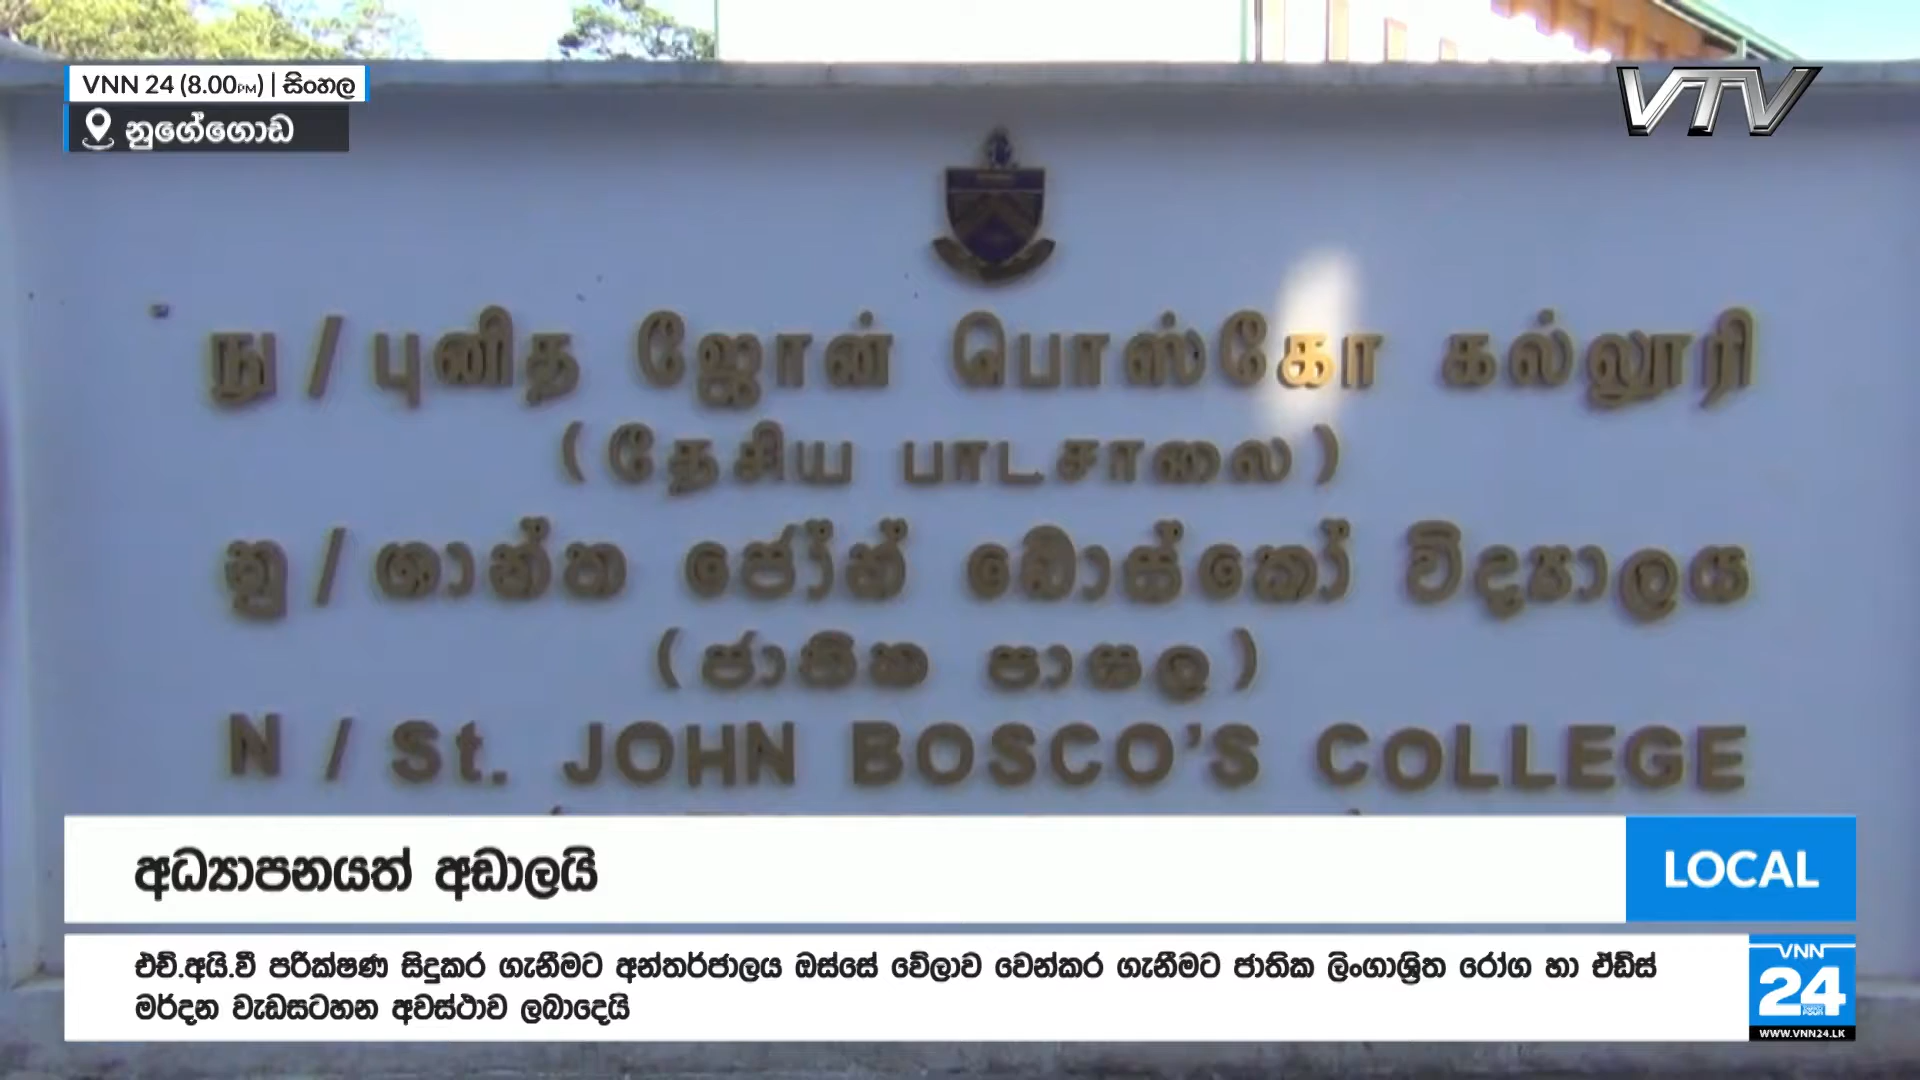 VNN 24 (8.00PM) | සිංහල
නුගේගොඩ
VTV
நு / புனித ஜோன் பொஸ்கோ கல்லூரி
(தேசிய பாடசாலை)
නු / ශාන්ත ජෝන් බොස්කෝ විද්‍යාලය
(ජාතික පාසල)
N / St. JOHN BOSCO'S COLLEGE
අධ්‍යාපනයත් අඩාලයි
LOCAL
එච්.අයි.වී පරික්ෂණ සිදුකර ගැනීමට අන්තර්ජාලය ඔස්සේ වේලාව වෙන්කර ගැනීමට ජාතික ලිංගාශ්‍රිත රෝග හා ඒඩ්ස්
මර්දන වැඩසටහන අවස්ථාව ලබාදෙයි
VNN
24
WWW.VNN24.LK